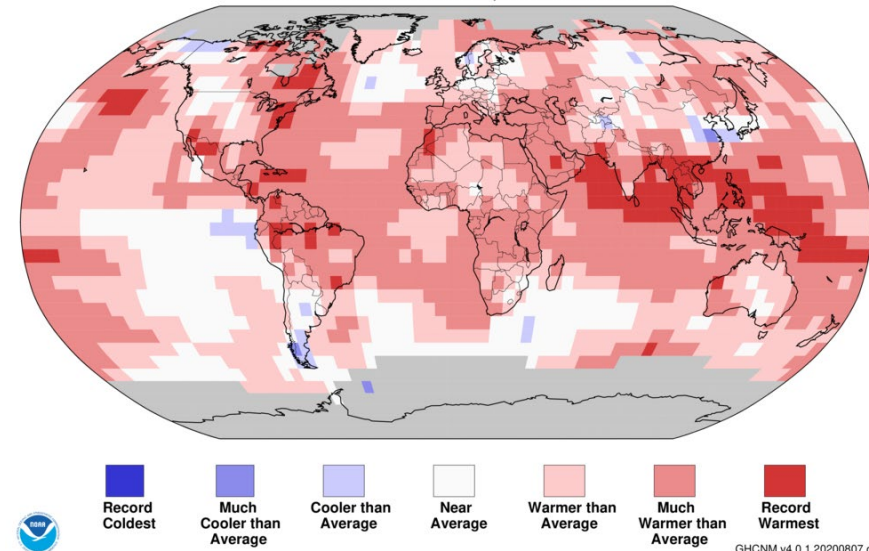 Record
Coldest
Much
Cooler than
Average
Cooler than
Average
Near
Average
Warmer than
Average
Much
Warmer than
Average
Record
Warmest
NOAA
GHCNM v4.0.1.20200807.